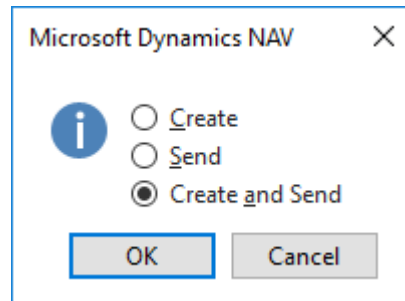 Microsoft Dynamics NAV
Create
Send
Create and Send
OK Cancel